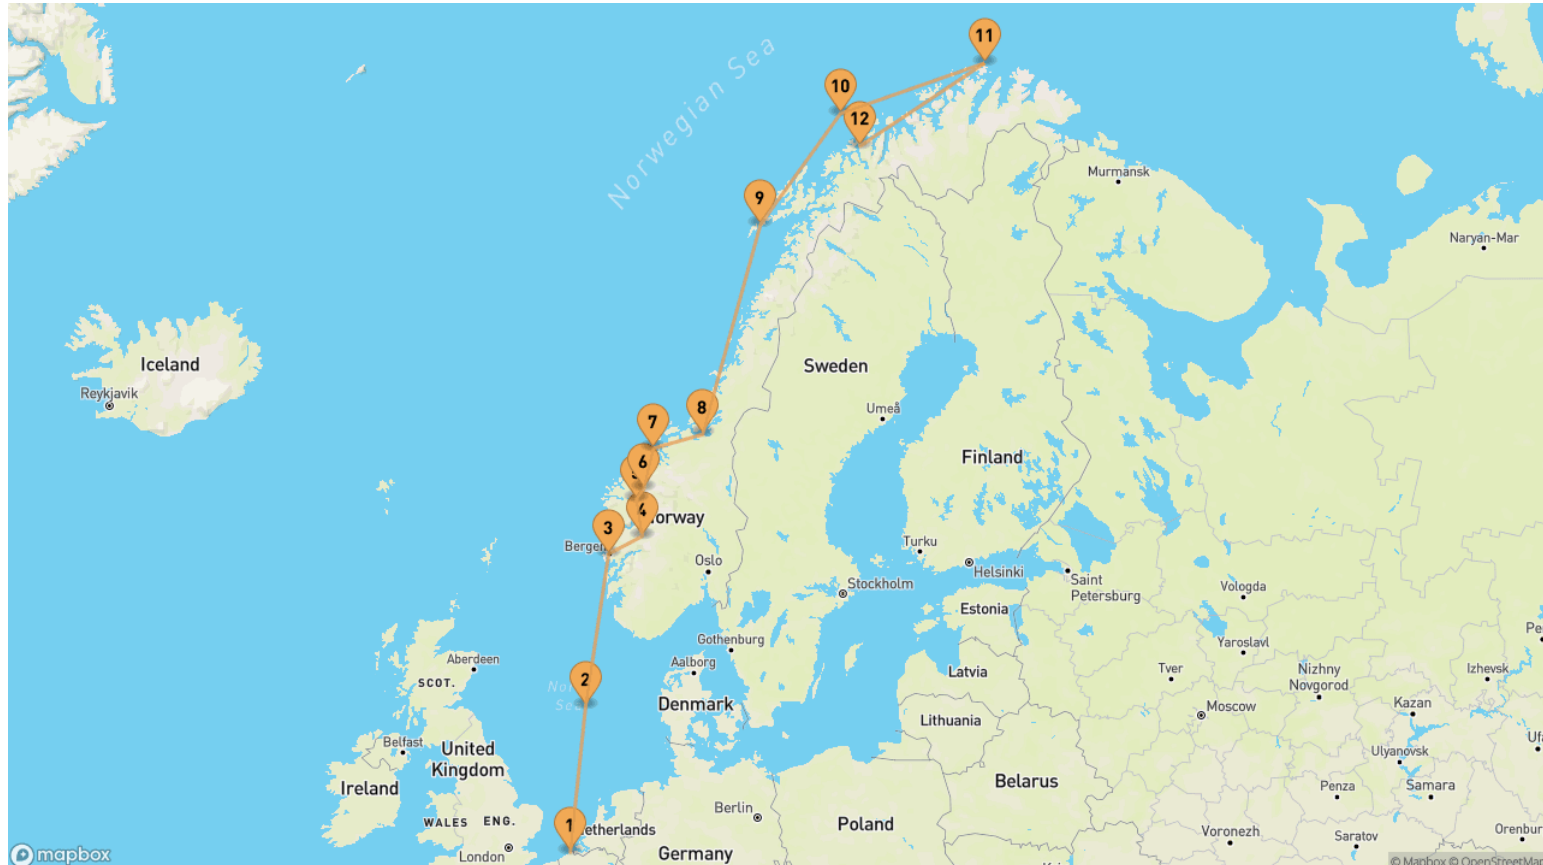 11
10
12
Norwegian Sea
Murmansk
9
Naryan-Mar
Iceland
Reykjavik
Sweden
Umeå
8
7
Finland
6
4
3
Bergen
Turku
Oslo
Helsinki
Saint
Petersburg
Stockholm
Estonia
Vologda
Gothenburg
Yaroslavl
Aberdeen
Aalborg
SCOT.
Latvia
Tver
Nizhny
Novgorod
Izhevsk
2
Denmark
Lithuania
Moscow
Kazan
Belfast
United
Kingdom
Ulyanovsk
Ireland
Belarus
Penza
Samara
Berlin
WALES
ENG.
1
Poland
Voronezh
Saratov
Orenbur
London
Germany
mapbox
© Mapbox © OpenStreetMap